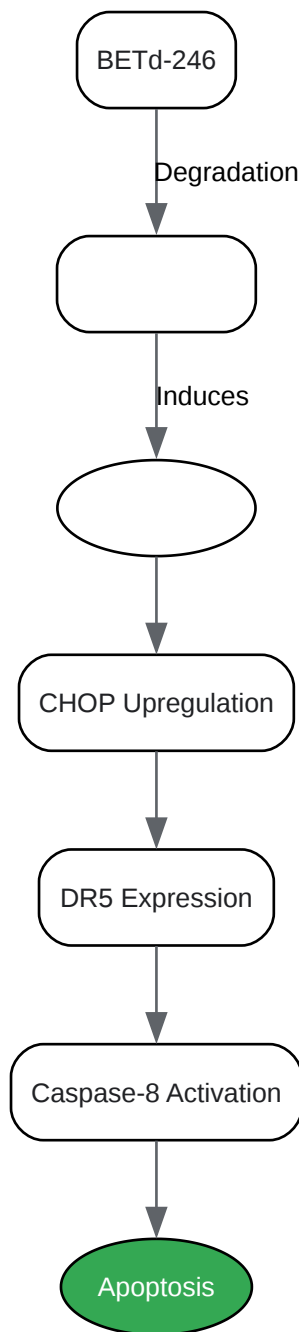 BETd-246
Degradation
Induces
CHOP Upregulation
DR5 Expression
Caspase-8 Activation
Apoptosis